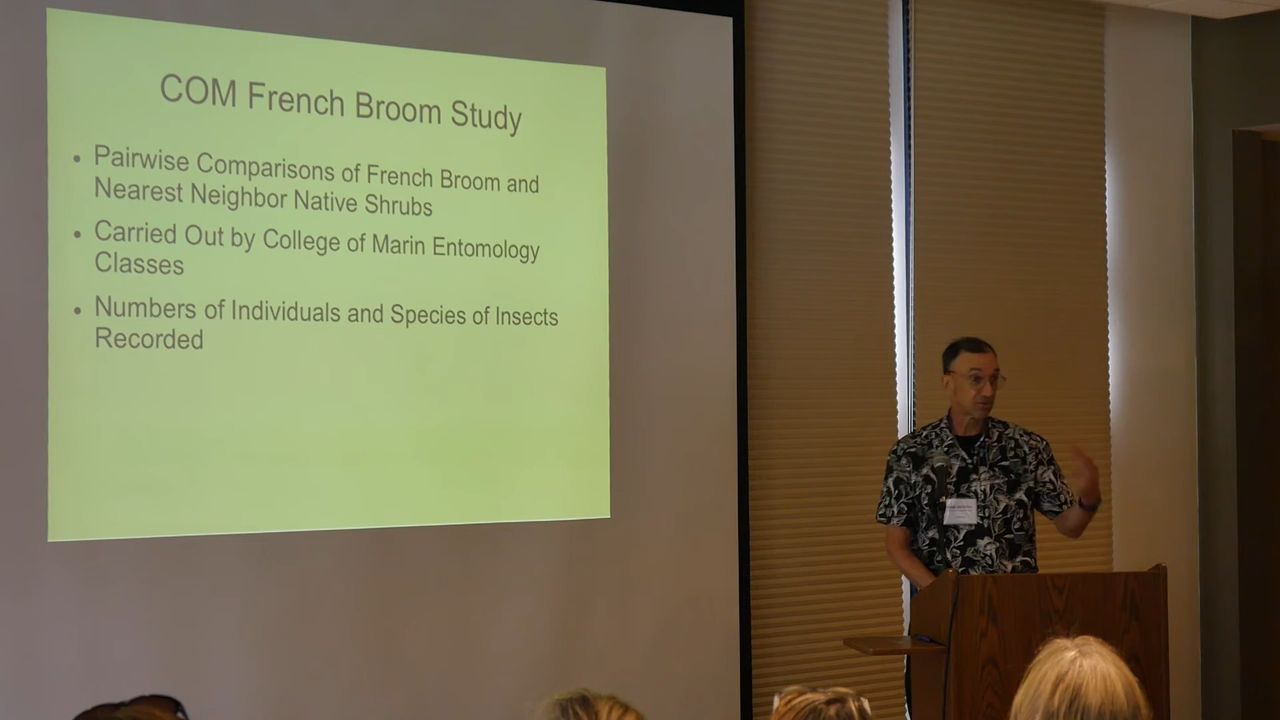 COM French Broom Study
• Pairwise Comparisons of French Broom and
Nearest Neighbor Native Shrubs
• Carried Out by College of Marin Entomology
Classes
• Numbers of Individuals and Species of Insects
Recorded